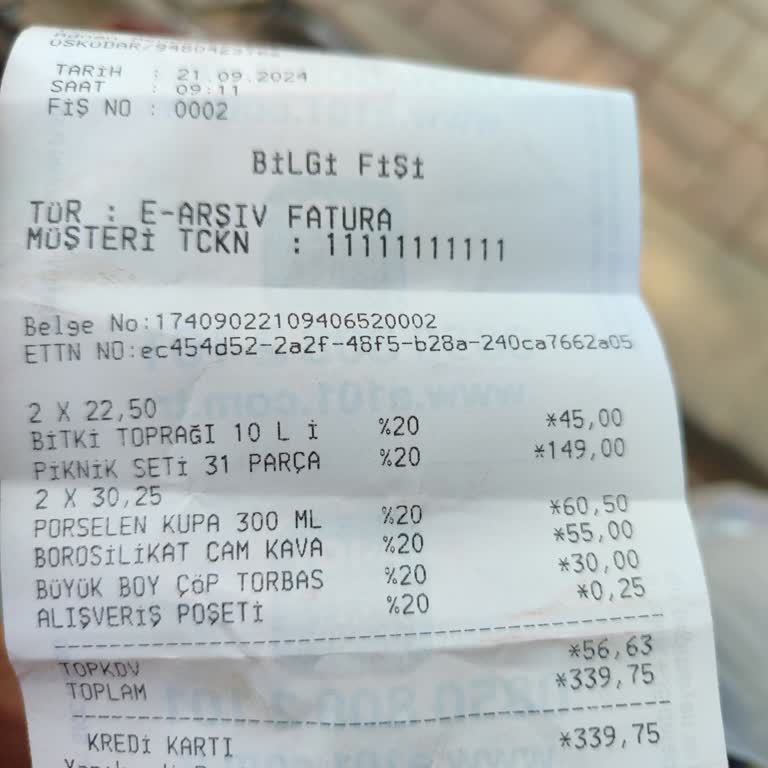 ÜSKÜDAR/9480423762
TARİH : 21.09.2024
SAAT : 09:11
FİŞ NO : 0002
BİLGİ FİŞİ
TÜR : E-ARŞIV FATURA
MÜŞTERİ TCKN : 11111111111
Belge No:17409022109406520002
ETTN NO:ec454d52-2a2f-48f5-b28a-240ca7662a05
2 X 22,50
BİTKİ TOPRAĞI 10 L İ %20 *45,00
PİKNİK SETİ 31 PARÇA %20 *149,00
2 X 30,25
PORSELEN KUPA 300 ML %20 *60,50
BOROSİLİKAT CAM KAVA %20 *55,00
BÜYÜK BOY ÇÖP TORBAS %20 *30,00
ALIŞVERİŞ POŞETİ %20 *0,25
TOPKDV *56,63
TOPLAM *339,75
KREDİ KARTI *339,75